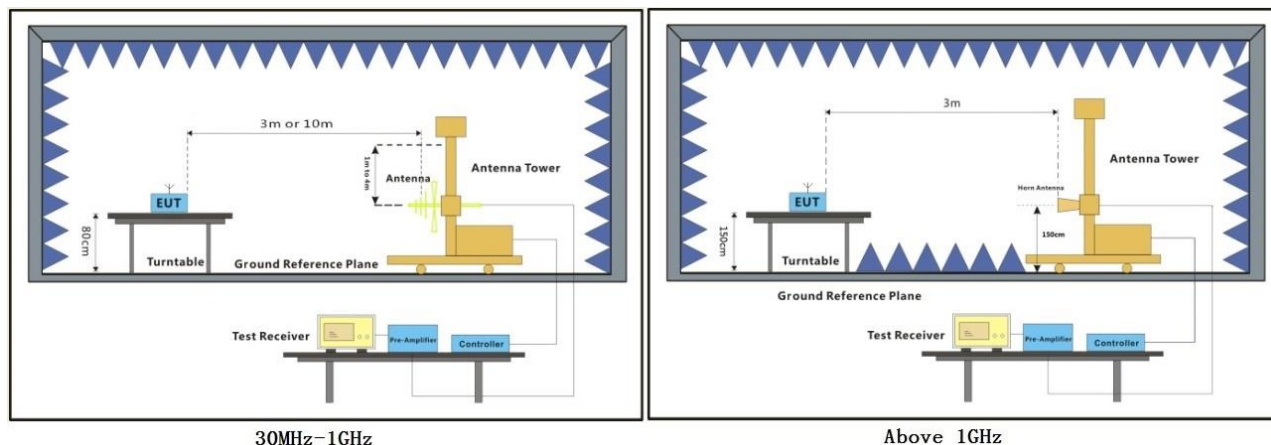 3m or 10m
1m to 4m
Antenna
Antenna Tower
EUT
80cm
Turntable
Ground Reference Plane
Test Receiver
Pre-Amplifier
Controller
30MHz-1GHz
3m
Antenna Tower
Horn Antenna
EUT
150cm
150cm
Turntable
Ground Reference Plane
Test Receiver
Pre-Amplifier
Controller
Above 1GHz